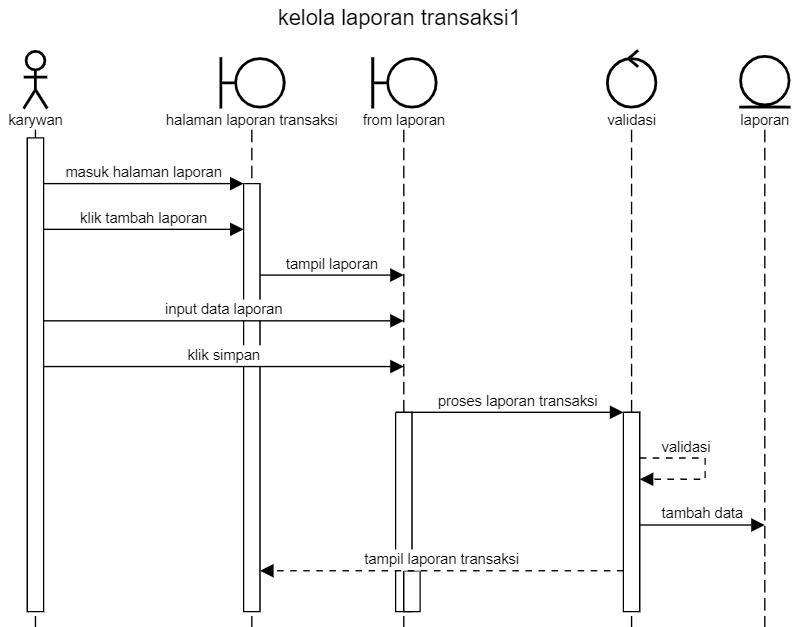 kelola laporan transaksi1
karywan
halaman laporan transaksi
from laporan
validasi
laporan
masuk halaman laporan
klik tambah laporan
tampil laporan
input data laporan
klik simpan
proses laporan transaksi
validasi
tambah data
tampil laporan transaksi